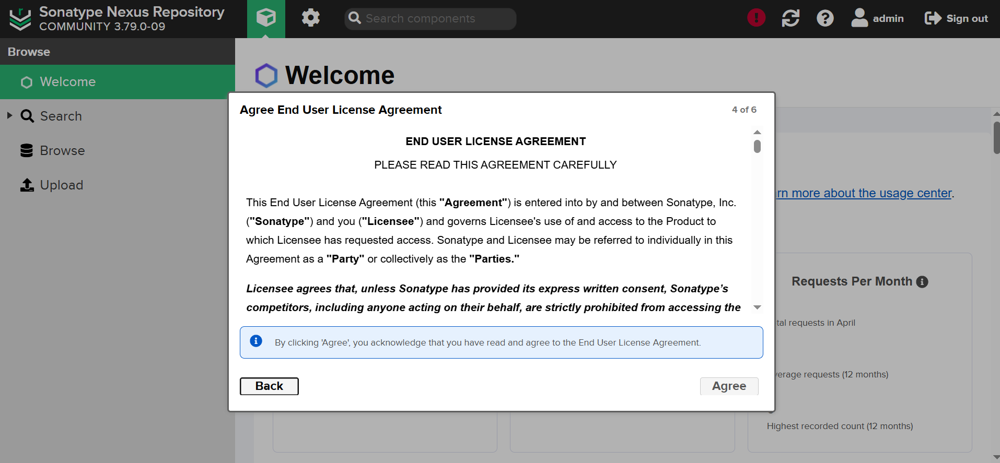 Sonatype Nexus Repository
COMMUNITY 3.79.0-09
Search components
admin
Sign out
Browse
Welcome
Search
Browse
Upload
Welcome
Agree End User License Agreement
4 of 6
END USER LICENSE AGREEMENT
PLEASE READ THIS AGREEMENT CAREFULLY
This End User License Agreement (this "Agreement") is entered into by and between Sonatype, Inc.
("Sonatype") and you ("Licensee") and governs Licensee's use of and access to the Product to
which Licensee has requested access. Sonatype and Licensee may be referred to individually in this
Agreement as a "Party" or collectively as the "Parties."
Licensee agrees that, unless Sonatype has provided its express written consent, Sonatype’s
competitors, including anyone acting on their behalf, are strictly prohibited from accessing the
By clicking 'Agree', you acknowledge that you have read and agree to the End User License Agreement.
Back
Agree
more about the usage center.
Requests Per Month
requests in April
requests (12 months)
Highest recorded count (12 months)